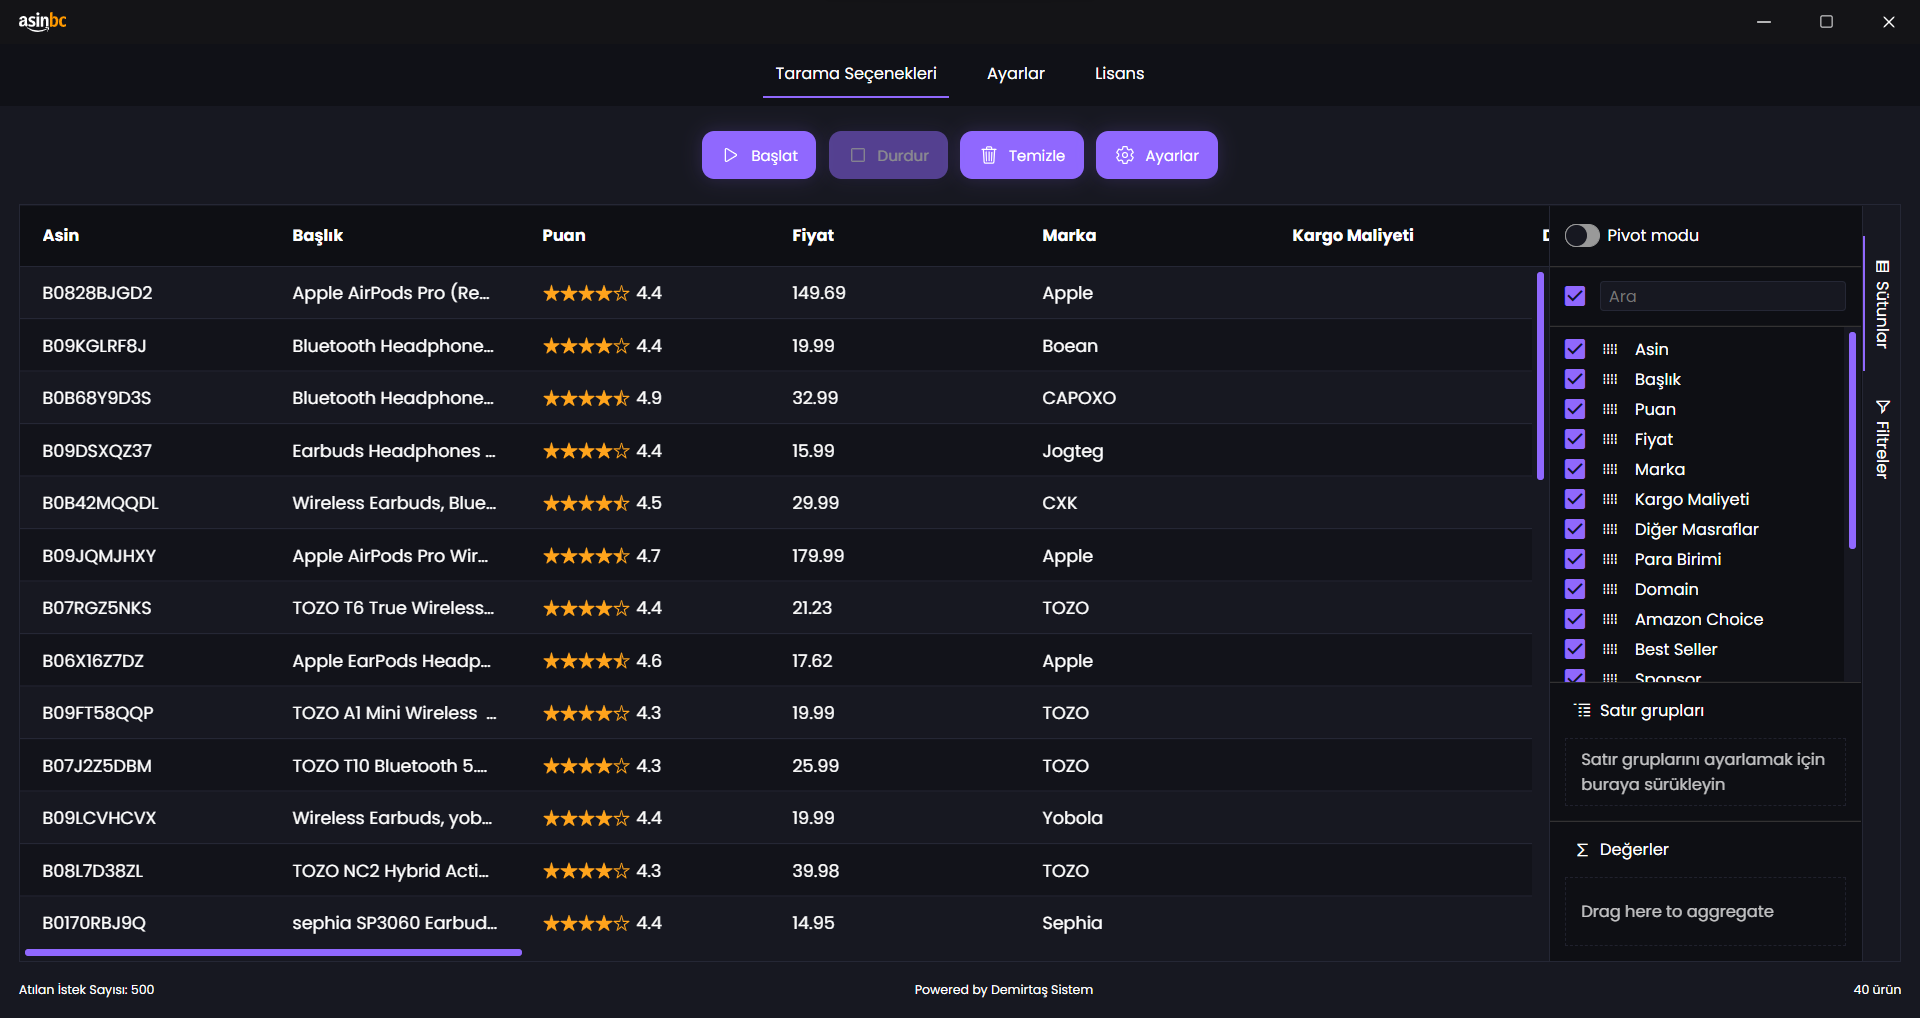 asinbc
Tarama Seçenekleri Ayarlar Lisans
Başlat Durdur Temizle Ayarlar
Asin Başlık Puan Fiyat Marka Kargo Maliyeti
B0828BJGD2 Apple AirPods Pro (Re... 4.4 149.69 Apple
B09KGLRF8J Bluetooth Headphone... 4.4 19.99 Boean
B0B68Y9D3S Bluetooth Headphone... 4.9 32.99 CAPOXO
B09DSXQZ37 Earbuds Headphones ... 4.4 15.99 Jogteg
B0B42MQQDL Wireless Earbuds, Blue... 4.5 29.99 CXK
B09JQMJHXY Apple AirPods Pro Wir... 4.7 179.99 Apple
B07RGZ5NKS TOZO T6 True Wireless... 4.4 21.23 TOZO
B06X16Z7DZ Apple EarPods Headp... 4.6 17.62 Apple
B09FT58QQP TOZO A1 Mini Wireless ... 4.3 19.99 TOZO
B07J2Z5DBM TOZO T10 Bluetooth 5.... 4.3 25.99 TOZO
B09LCVHCVX Wireless Earbuds, yob... 4.4 19.99 Yobola
B08L7D38ZL TOZO NC2 Hybrid Acti... 4.3 39.98 TOZO
B0170RBJ9Q sephia SP3060 Earbud... 4.4 14.95 Sephia
Pivot modu
Ara
Asin
Başlık
Puan
Fiyat
Marka
Kargo Maliyeti
Diğer Masraflar
Para Birimi
Domain
Amazon Choice
Best Seller
Sponsor
Satır grupları
Satır gruplarını ayarlamak için
buraya sürükleyin
Değerler
Drag here to aggregate
Sütunlar
Filtreler
Atılan İstek Sayısı: 500 Powered by Demirtaş Sistem 40 ürün